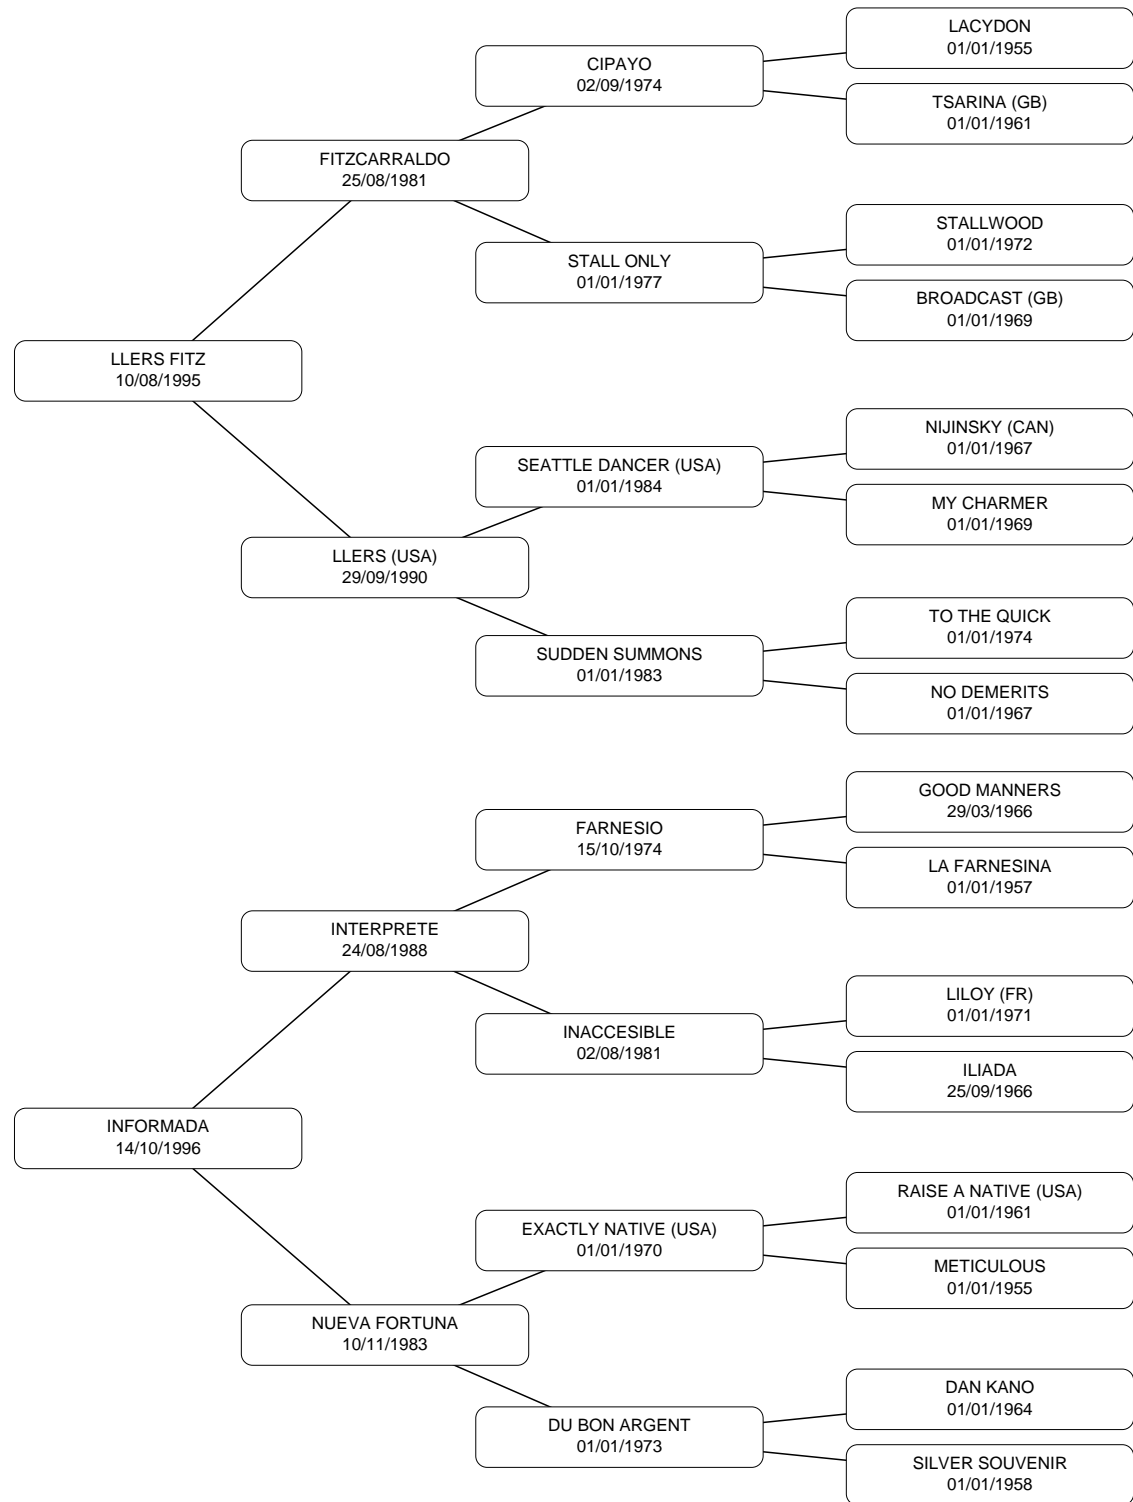 LACYDON
01/01/1955
CIPAYO
02/09/1974
TSARINA (GB)
01/01/1961
FITZCARRALDO
25/08/1981
STALLWOOD
01/01/1972
STALL ONLY
01/01/1977
BROADCAST (GB)
01/01/1969
LLERS FITZ
10/08/1995
NIJINSKY (CAN)
01/01/1967
SEATTLE DANCER (USA)
01/01/1984
MY CHARMER
01/01/1969
LLERS (USA)
29/09/1990
TO THE QUICK
01/01/1974
SUDDEN SUMMONS
01/01/1983
NO DEMERITS
01/01/1967
GOOD MANNERS
29/03/1966
FARNESIO
15/10/1974
LA FARNESINA
01/01/1957
INTERPRETE
24/08/1988
LILOY (FR)
01/01/1971
INACCESIBLE
02/08/1981
ILIADA
25/09/1966
INFORMADA
14/10/1996
RAISE A NATIVE (USA)
01/01/1961
EXACTLY NATIVE (USA)
01/01/1970
METICULOUS
01/01/1955
NUEVA FORTUNA
10/11/1983
DAN KANO
01/01/1964
DU BON ARGENT
01/01/1973
SILVER SOUVENIR
01/01/1958